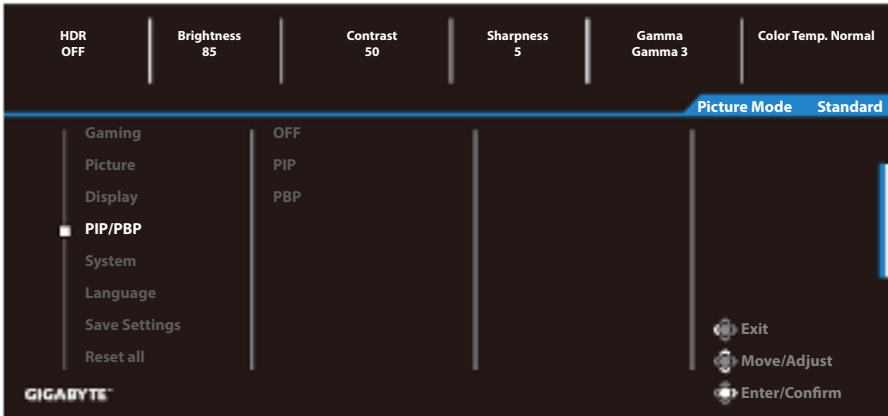 HDR Brightness Contrast Sharpness Gamma Color Temp. Normal
OFF 85 50 5 Gamma 3
Picture Mode Standard
Gaming OFF
Picture PIP
Display PBP
PIP/PBP
System
Language
Save Settings
Exit
Reset all
Move/Adjust
GIGABYTE™
Enter/Confirm